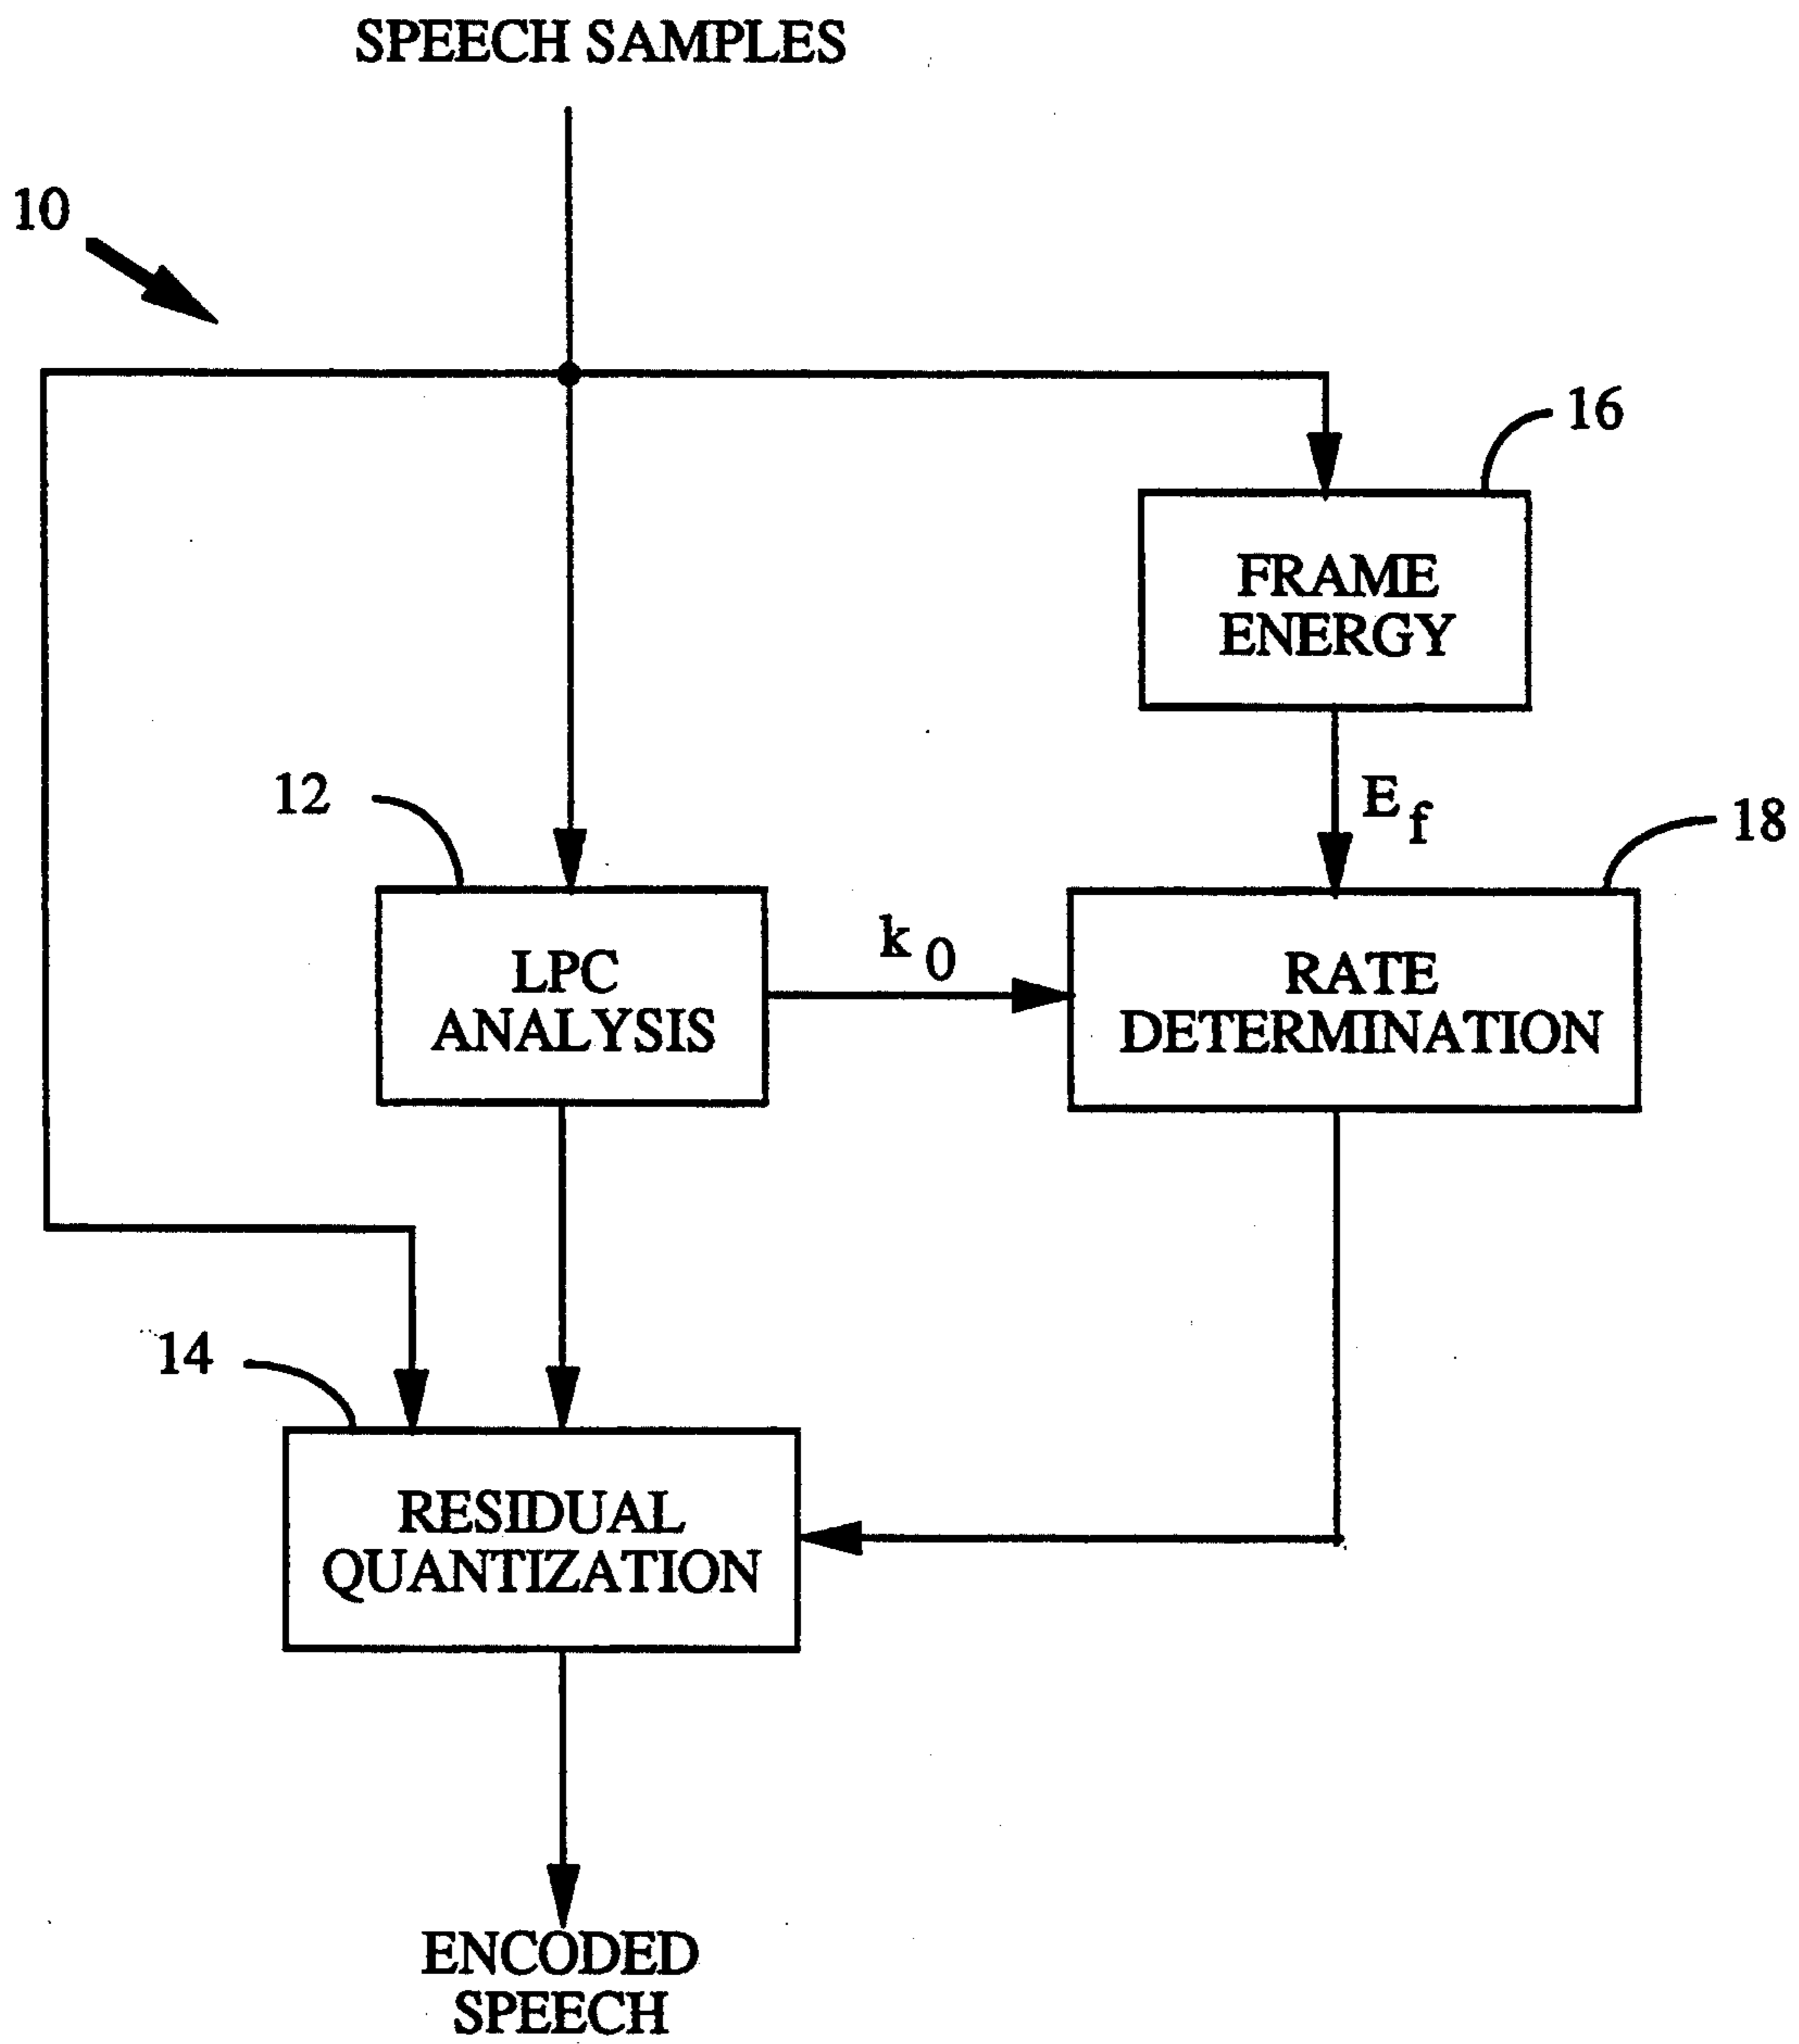 SPEECH SAMPLES
10
16
FRAME
ENERGY
12
E f
18
k 0
LPC
ANALYSIS
RATE
DETERMINATION
14
RESIDUAL
QUANTIZATION
ENCODED
SPEECH